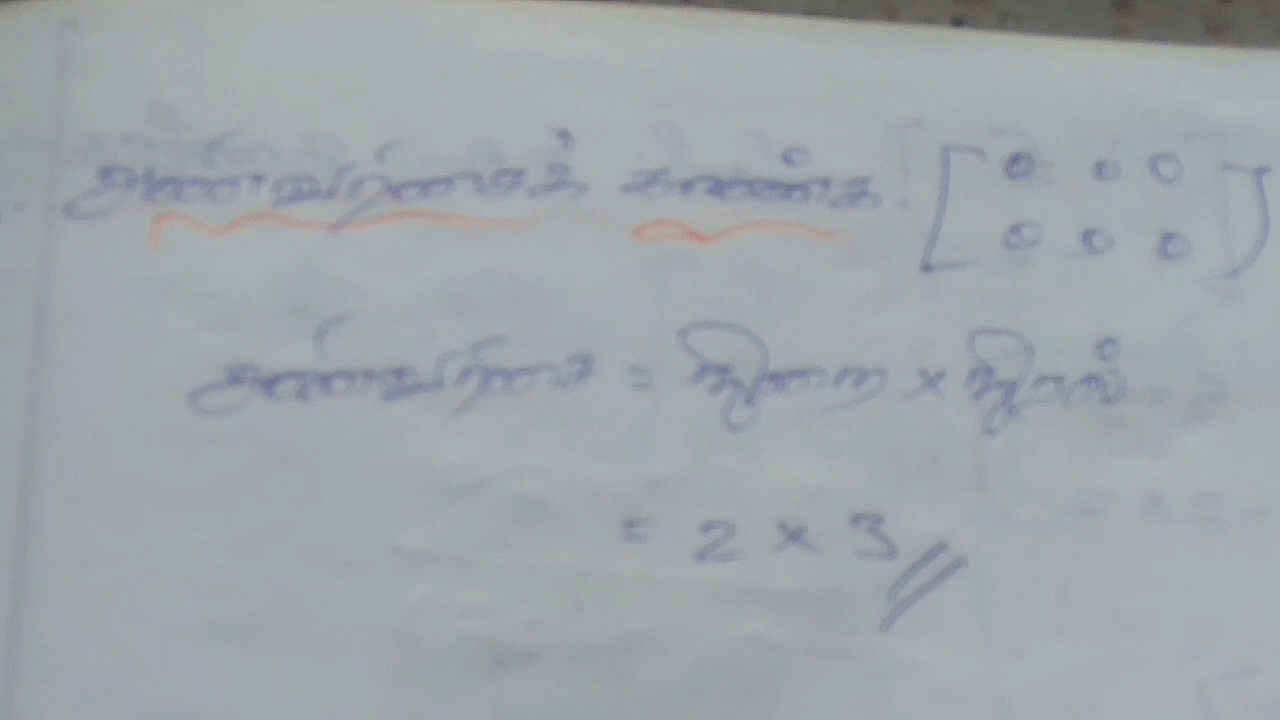 அணிவரிசைக் காண்க. [ 0 0 0
0 0 0 ]
அணிவரிசை = நிரை × நிரல்
= 2 × 3 //